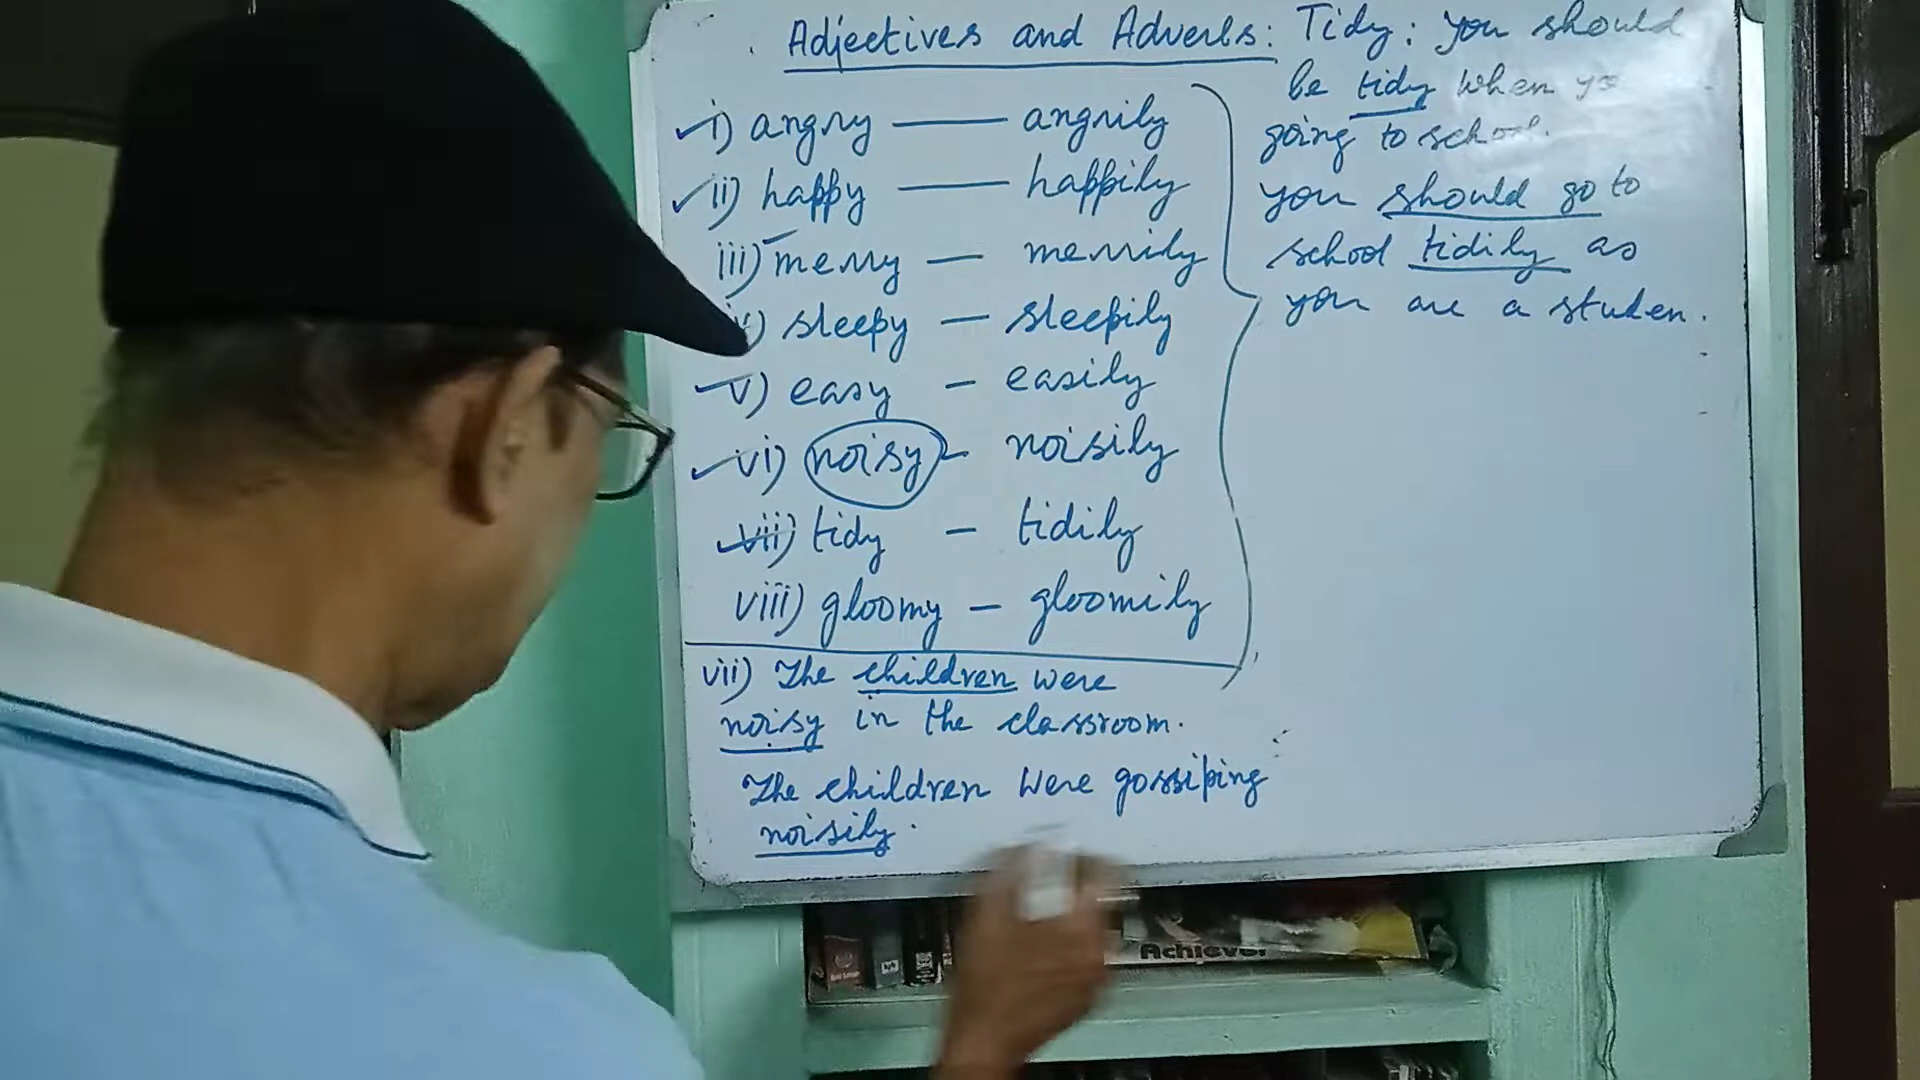 Adjectives and Adverbs:
i) angry — angrily
ii) happy — happily
iii) merry — merrily
sleepy — sleepily
v) easy — easily
vi) noisy - noisily
vii) tidy - tidily
viii) gloomy - gloomily
vii) The children were
noisy in the classroom.
The children were gossiping
noisily.
Tidy: You should
be tidy when
going to school.
You should go to
school tidily as
you are a studen.
Achiever